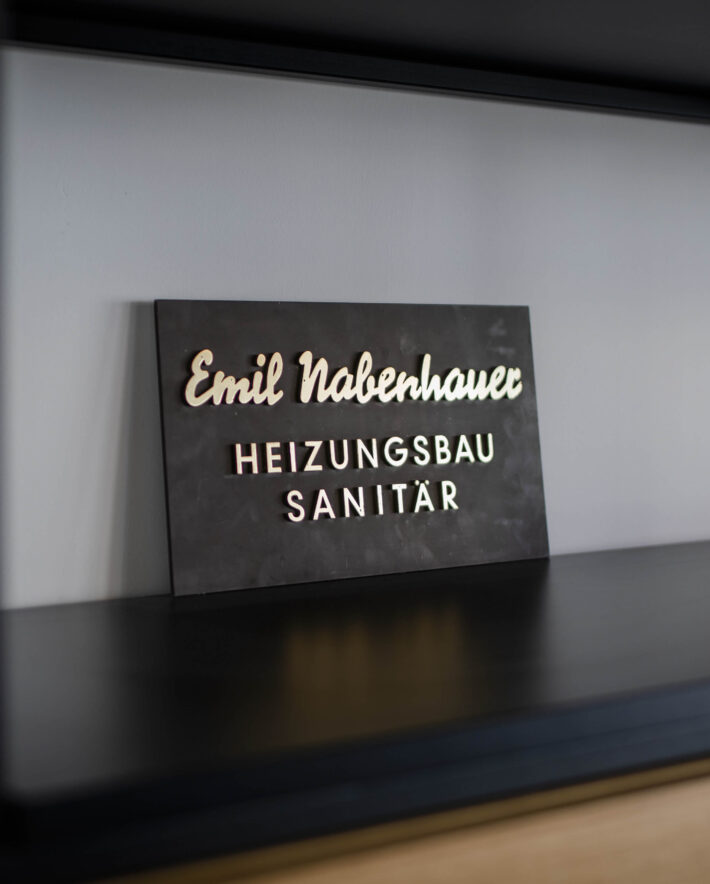 Emil Nabenhauer
HEIZUNGSBAU
SANITÄR